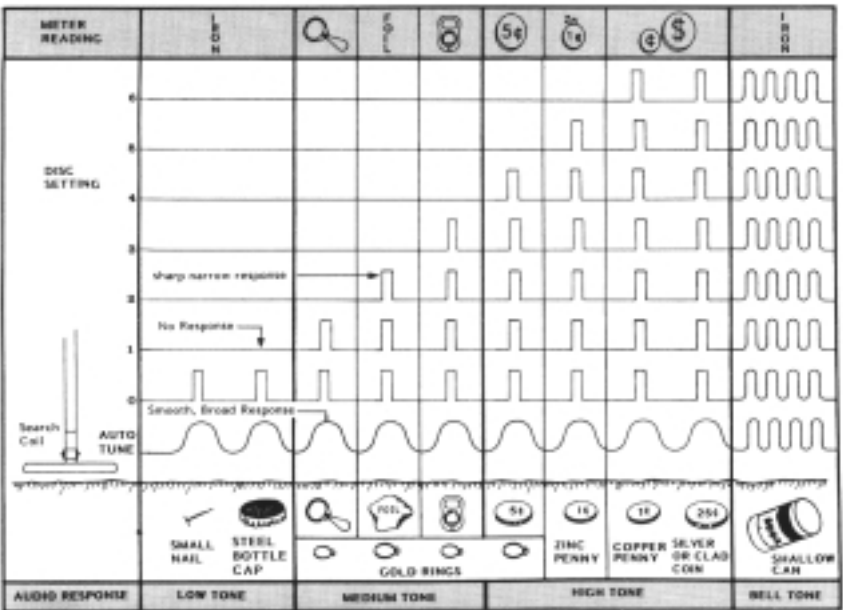 METER
READING
IRON
FOIL
5¢
1¢
¢ $
IRON
6
5
DISC
SETTING
4
3
sharp narrow response
2
No Response
1
0
Smooth, Broad Response
Search
Coil
AUTO
TUNE
FOIL
5¢
1¢
1¢
25¢
SMALL
NAIL
STEEL
BOTTLE
CAP
GOLD RINGS
ZINC
PENNY
COPPER
PENNY
SILVER
OR CLAD
COIN
SHALLOW
CAN
AUDIO RESPONSE
LOW TONE
MEDIUM TONE
HIGH TONE
BELL TONE